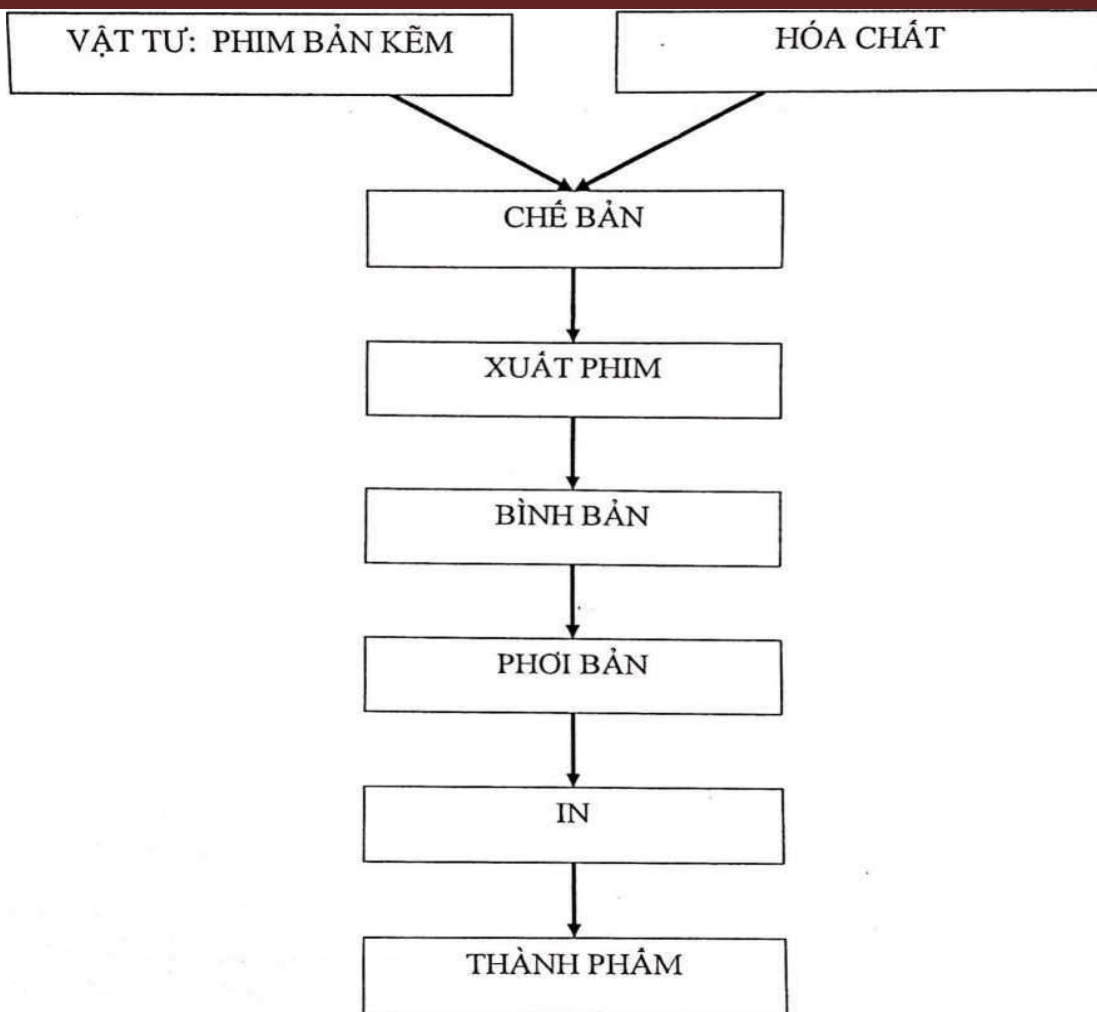 VẬT TƯ: PHIM BẢN KẼM
HÓA CHẤT
CHẾ BẢN
XUẤT PHIM
BÌNH BẢN
PHƠI BẢN
IN
THÀNH PHẨM